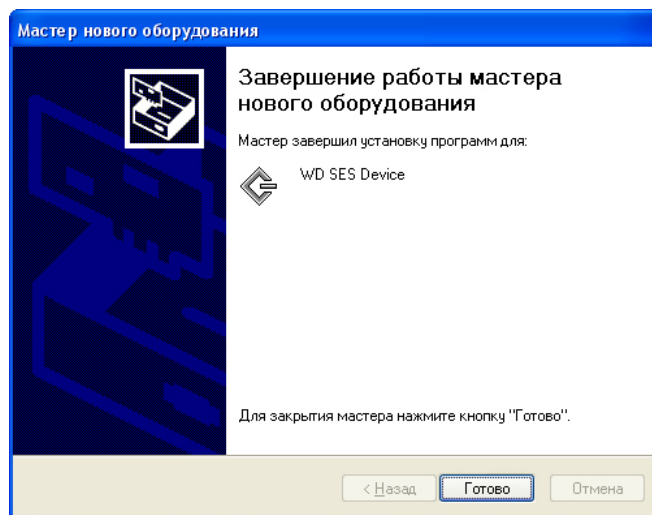 Мастер нового оборудования
Завершение работы мастера
нового оборудования
Мастер завершил установку программ для:
WD SES Device
Для закрытия мастера нажмите кнопку "Готово".
< Назад
Готово
Отмена